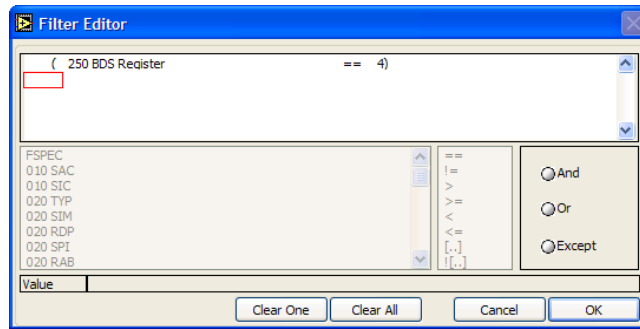 Filter Editor
( 250 BDS Register == 4)
FSPEC
010 SAC
010 SIC
020 TYP
020 SIM
020 RDP
020 SPI
020 RAB
==
!=
>
>=
<
<=
[..]
![..]
And
Or
Except
Value
Clear One Clear All Cancel OK